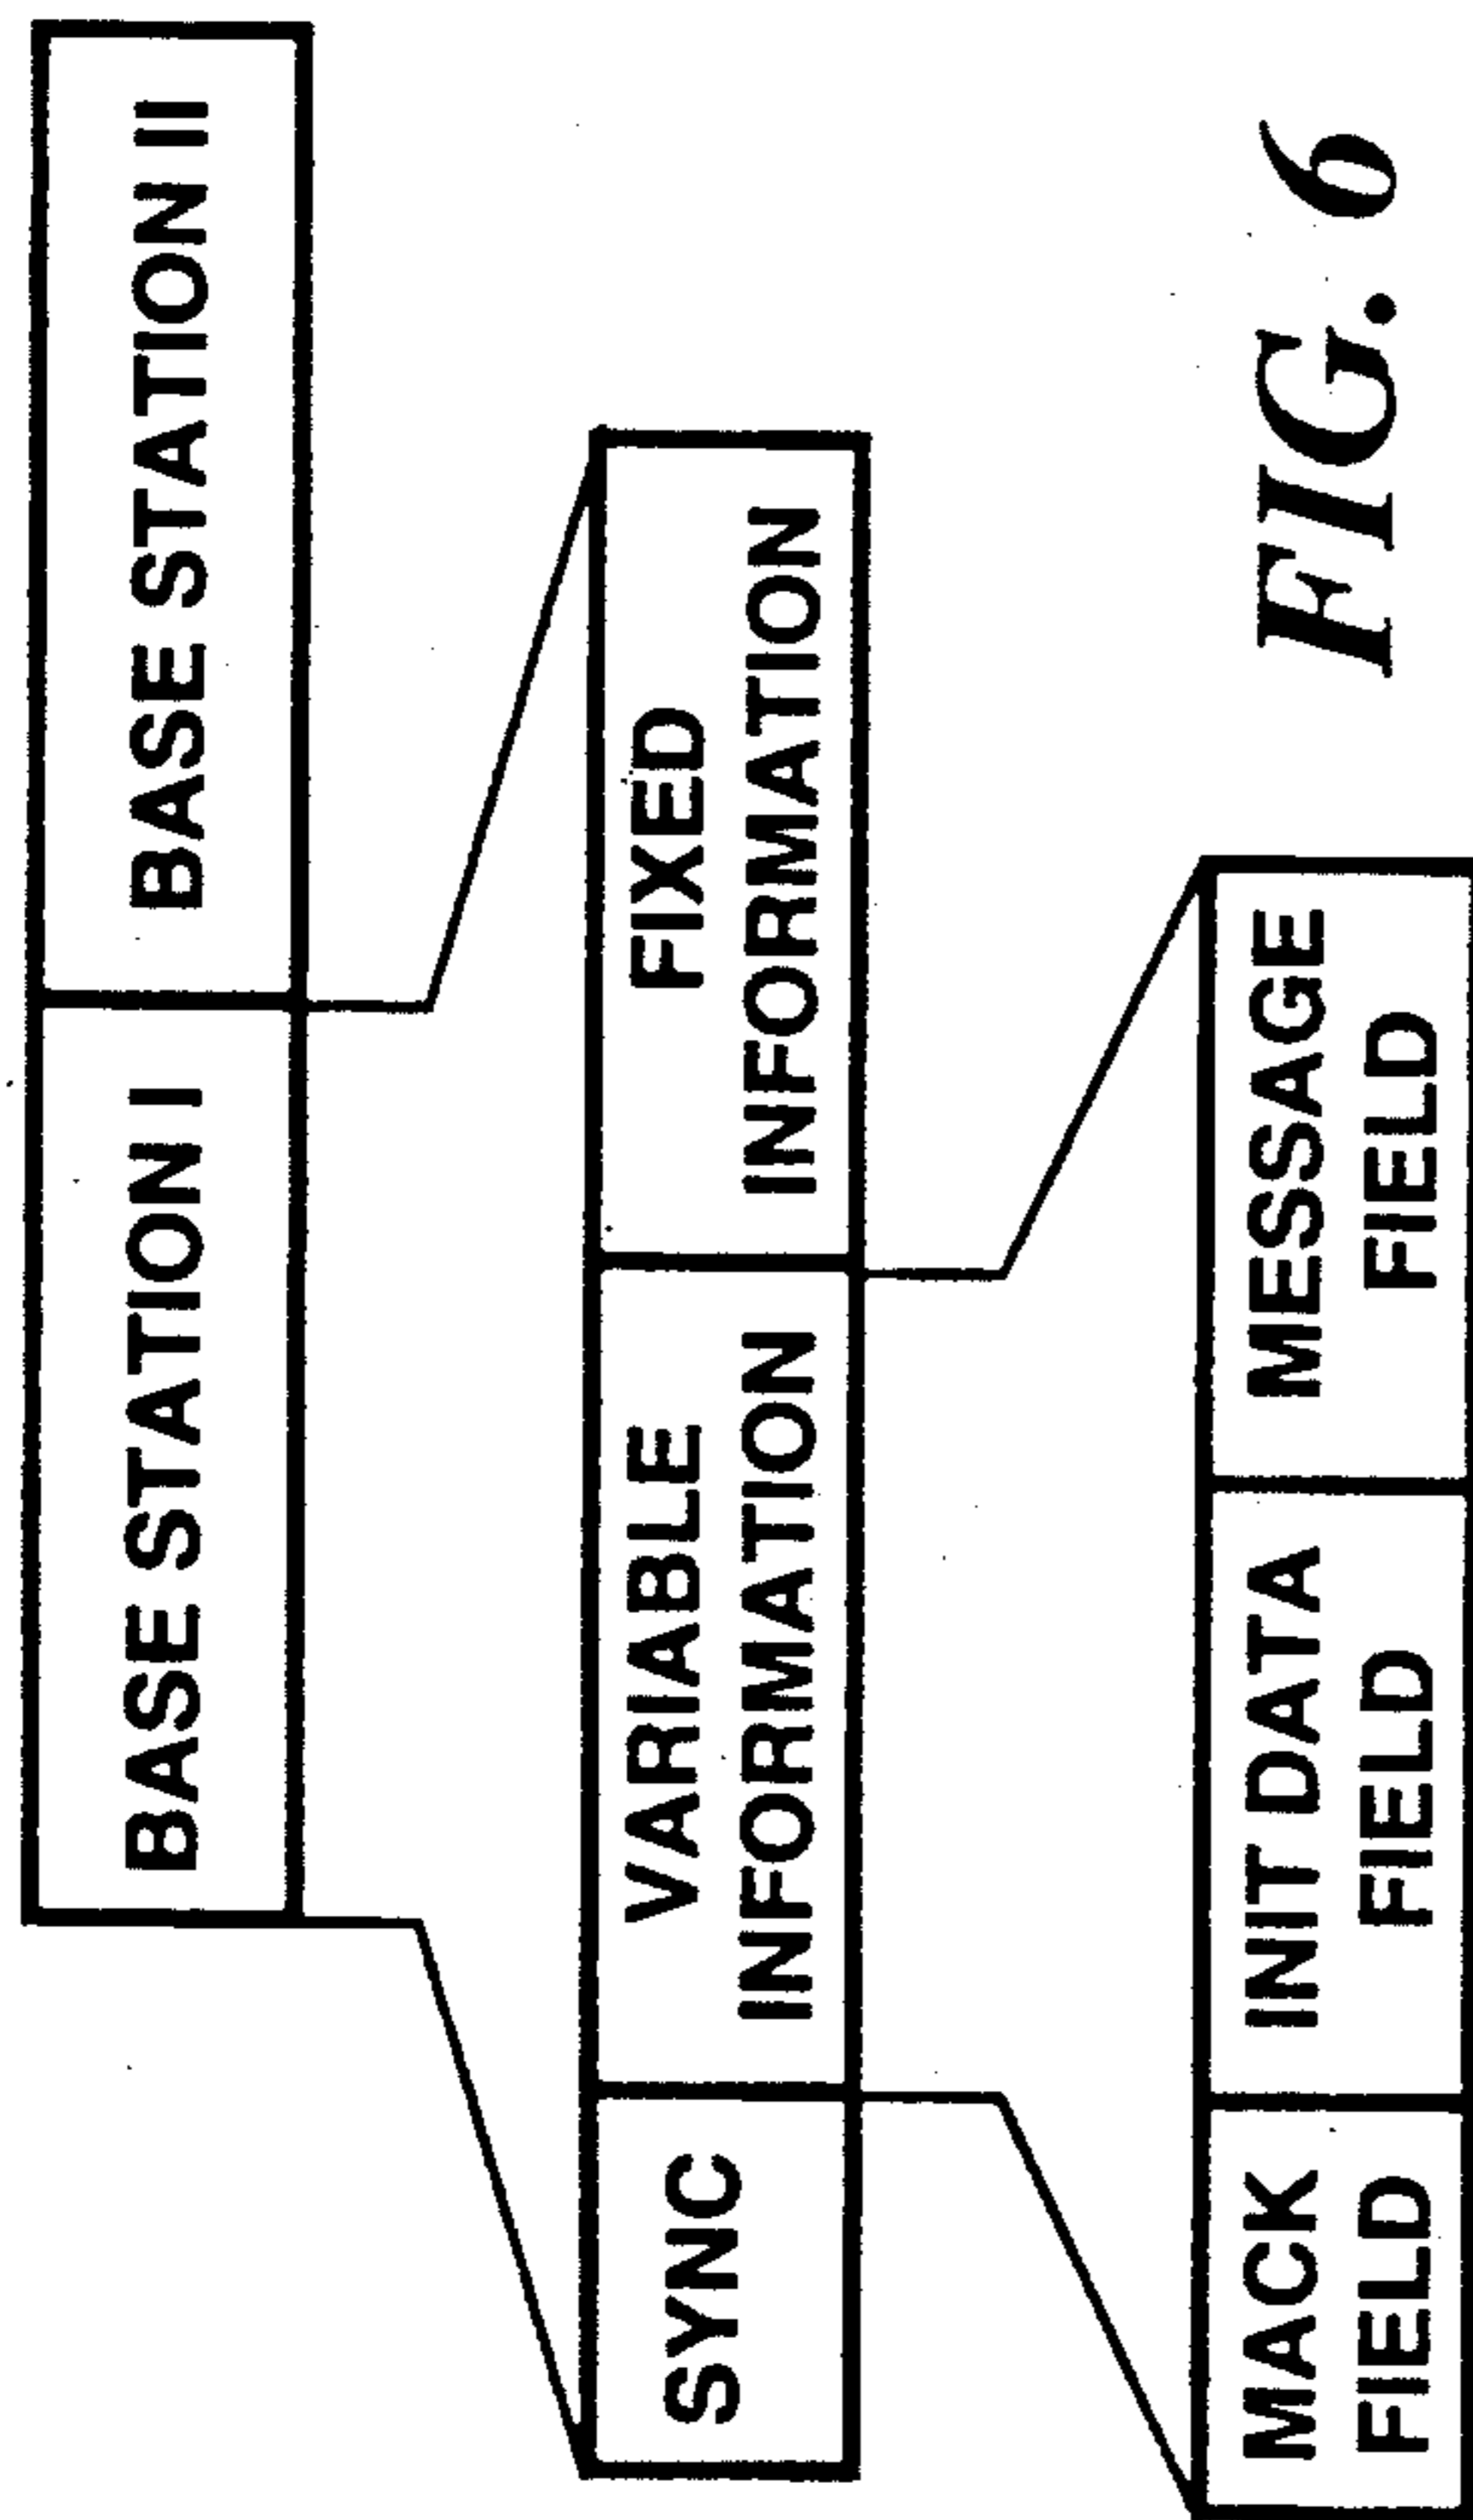 BASE STATION I
BASE STATION II
SYNC
VARIABLE
INFORMATION
FIXED
INFORMATION
MACK
FIELD
INIT DATA
FIELD
MESSAGE
FIELD
FIG. 6